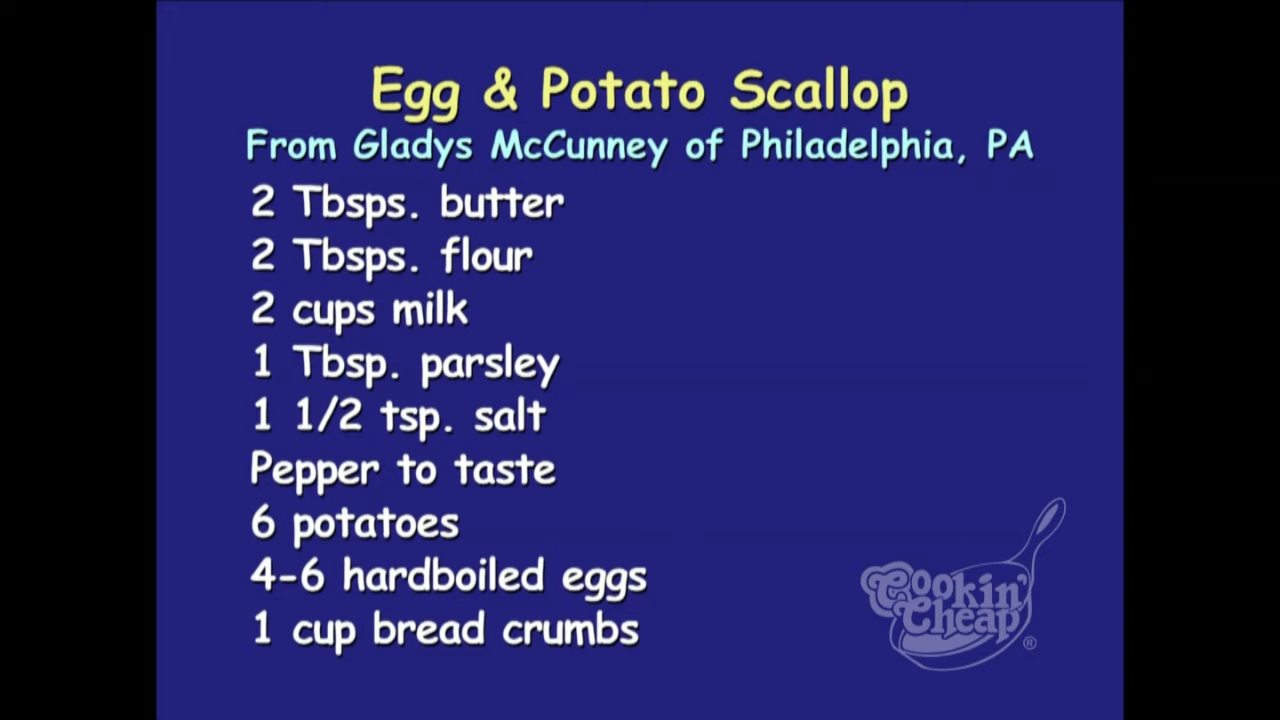 Egg & Potato Scallop
From Gladys McCunney of Philadelphia, PA
2 Tbsps. butter
2 Tbsps. flour
2 cups milk
1 Tbsp. parsley
1 1/2 tsp. salt
Pepper to taste
6 potatoes
4-6 hardboiled eggs
1 cup bread crumbs
Cookin'
Cheap
®